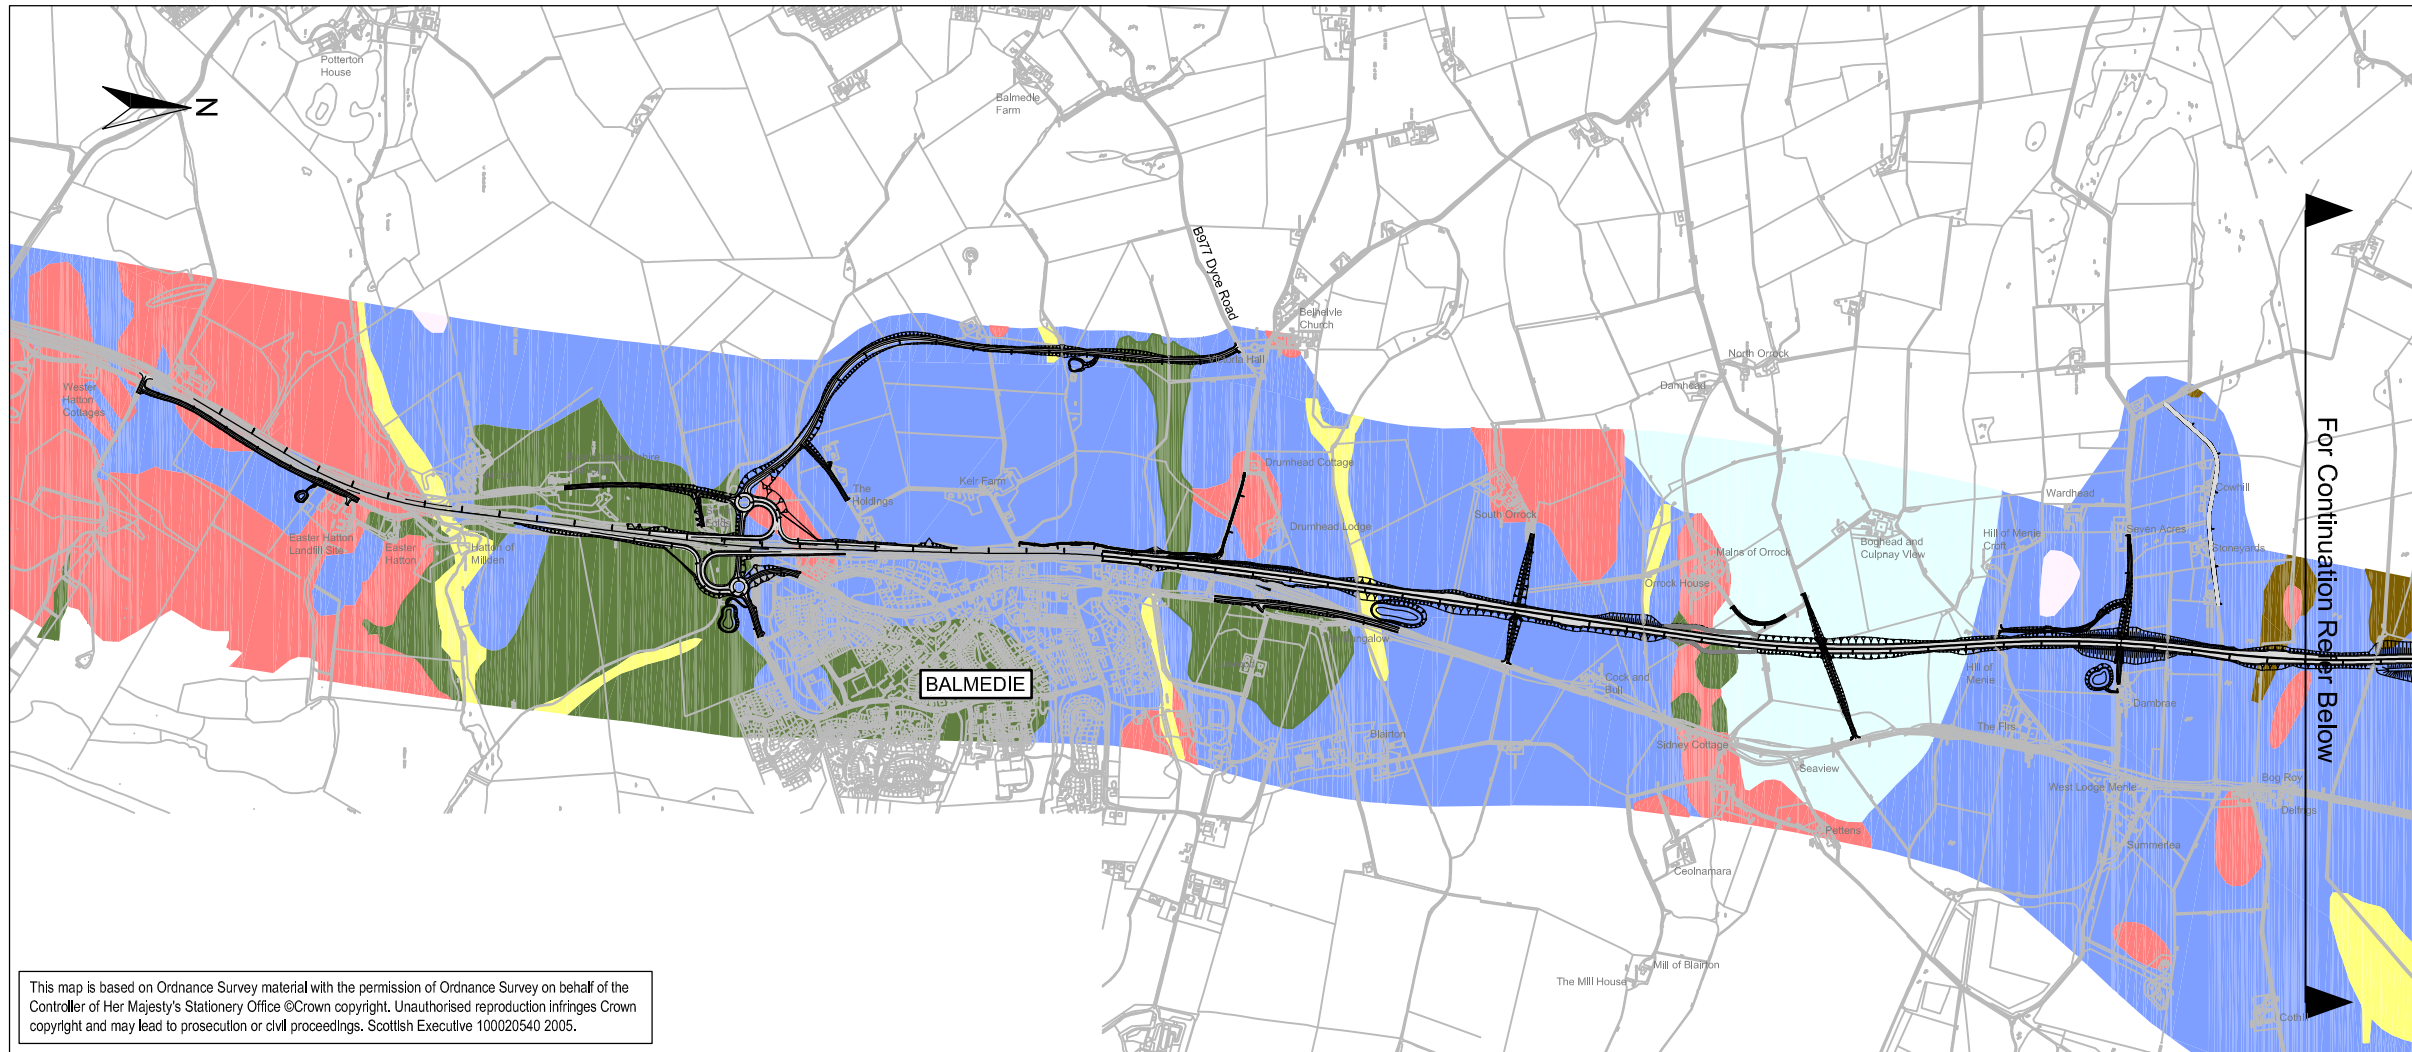 Potterton
House
N
Balmedie
Farm
B977 Dyce Road
Belhelvie
Church
Victoria Hall
North Orrock
Damhead
Wester
Hatton
Cottages
The
Holdings
Keir Farm
Drumhead Cottage
Drumhead Lodge
South Orrock
Easter Hatton
Landfill Site
Easter
Hatton
Hatton of
Millden
Mains of Orrock
Orrock House
Boghead and
Culpnay View
Hill of Menie
Croft
Wardhead
Cowhill
Seven Acres
Stoneyards
For Continuation Refer Below
BALMEDIE
Cock and
Bull
Hill of
Menie
Dambrae
The Firs
Blairton
Sidney Cottage
Seaview
West Lodge Menie
Bog Roy
Delfrigs
Pettens
Summerlea
Ceolnamara
Mill of Blairton
The Mill House
This map is based on Ordnance Survey material with the permission of Ordnance Survey on behalf of the
Controller of Her Majesty's Stationery Office ©Crown copyright. Unauthorised reproduction infringes Crown
copyright and may lead to prosecution or civil proceedings. Scottish Executive 100020540 2005.